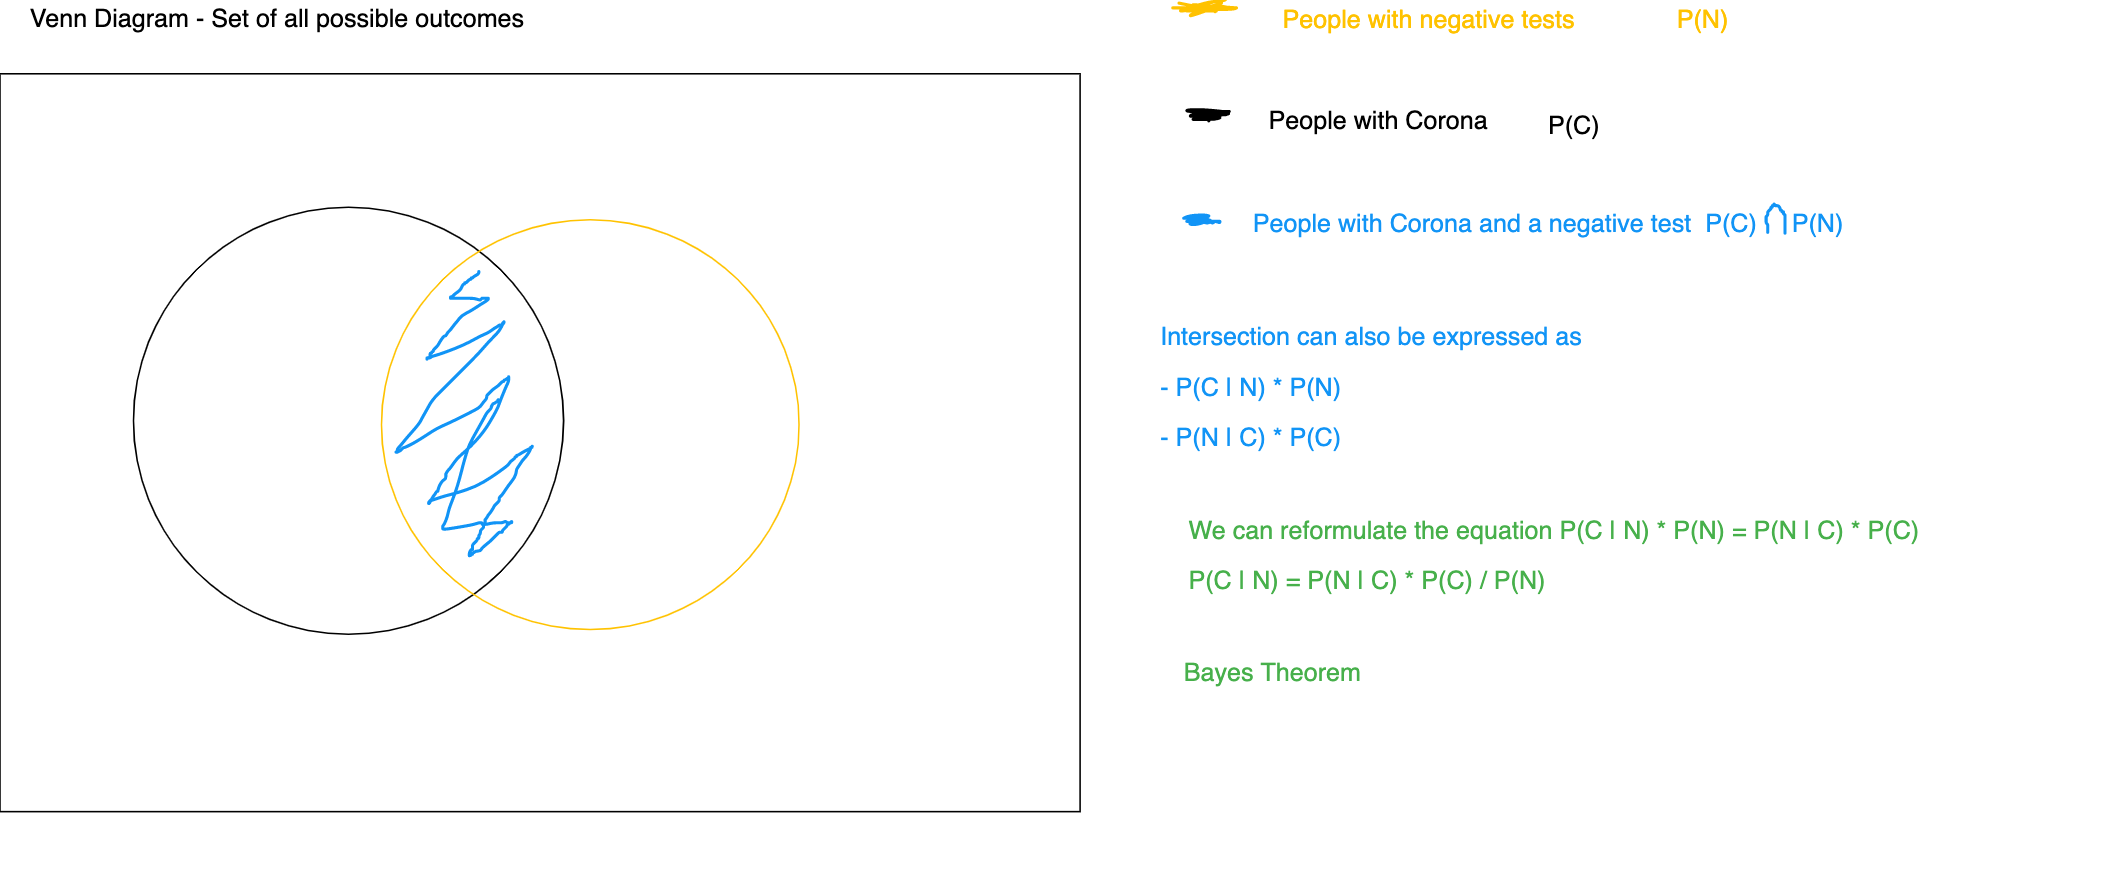 Venn Diagram - Set of all possible outcomes
People with negative tests P(N)
People with Corona P(C)
People with Corona and a negative test P(C) ⋂ P(N)
Intersection can also be expressed as
- P(C | N) * P(N)
- P(N | C) * P(C)
We can reformulate the equation P(C | N) * P(N) = P(N | C) * P(C)
P(C | N) = P(N | C) * P(C) / P(N)
Bayes Theorem